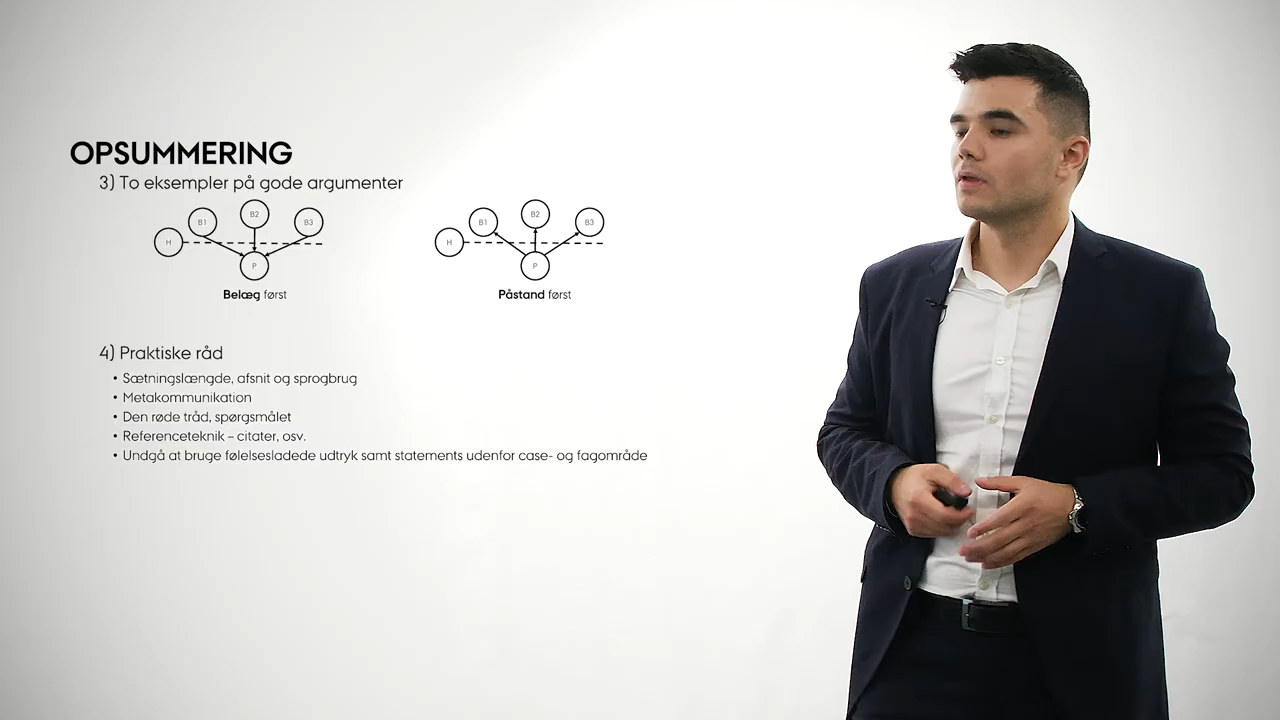 OPSUMMERING
3) To eksempler på gode argumenter
B1 B2 B3
H
P
Belæg først
B1 B2 B3
H
P
Påstand først
4) Praktiske råd
• Sætningslængde, afsnit og sprogbrug
• Metakommunikation
• Den røde tråd, spørgsmålet
• Referenceteknik – citater, osv.
• Undgå at bruge følelsesladede udtryk samt statements udenfor case- og fagområde